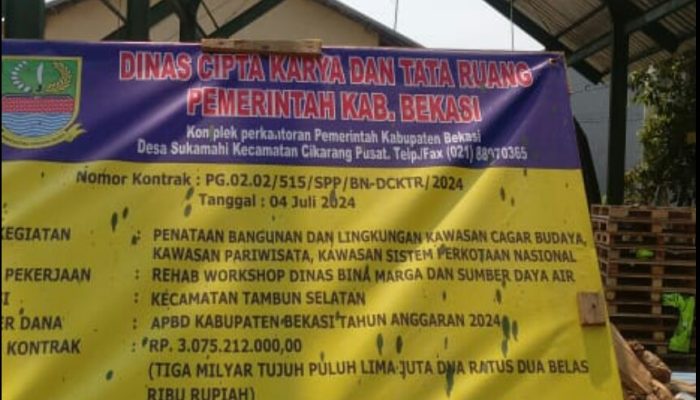 DINAS CIPTA KARYA DAN TATA RUANG
PEMERINTAH KAB. BEKASI
Komplek perkantoran Pemerintah Kabupaten Bekasi
Desa Sukamahi Kecamatan Cikarang Pusat. Telp./Fax (021) 88970365
Nomor Kontrak : PG.02.02/515/SPP/BN-DCKTR/2024
Tanggal : 04 Juli 2024
KEGIATAN : PENATAAN BANGUNAN DAN LINGKUNGAN KAWASAN CAGAR BUDAYA,
KAWASAN PARIWISATA, KAWASAN SISTEM PERKOTAAN NASIONAL
PEKERJAAN : REHAB WORKSHOP DINAS BINA MARGA DAN SUMBER DAYA AIR
SI : KECAMATAN TAMBUN SELATAN
ER DANA : APBD KABUPATEN BEKASI TAHUN ANGGARAN 2024
KONTRAK : RP. 3.075.212.000,00
(TIGA MILYAR TUJUH PULUH LIMA JUTA DUA RATUS DUA BELAS
RIBU RUPIAH)